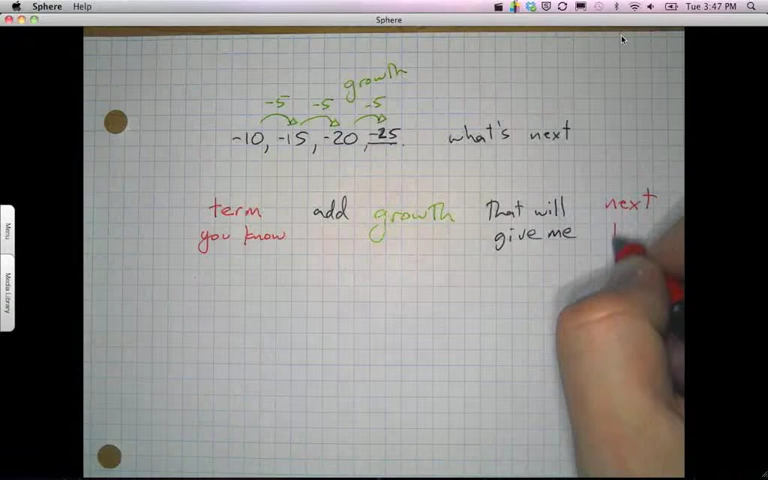 Sphere Help Tue 3:47 PM
Sphere
growth
-5 -5 -5
-10, -15, -20, -25. what's next
term add growth That will next
you know give me
Menu
Media Library